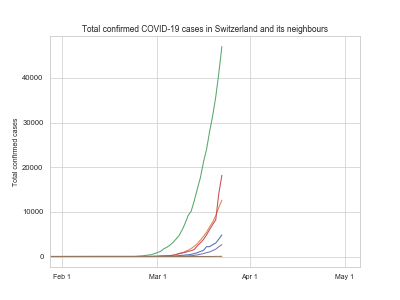 Total confirmed COVID-19 cases in Switzerland and its neighbours
Total confirmed cases
40000
30000
20000
10000
0
Feb 1
Mar 1
Apr 1
May 1